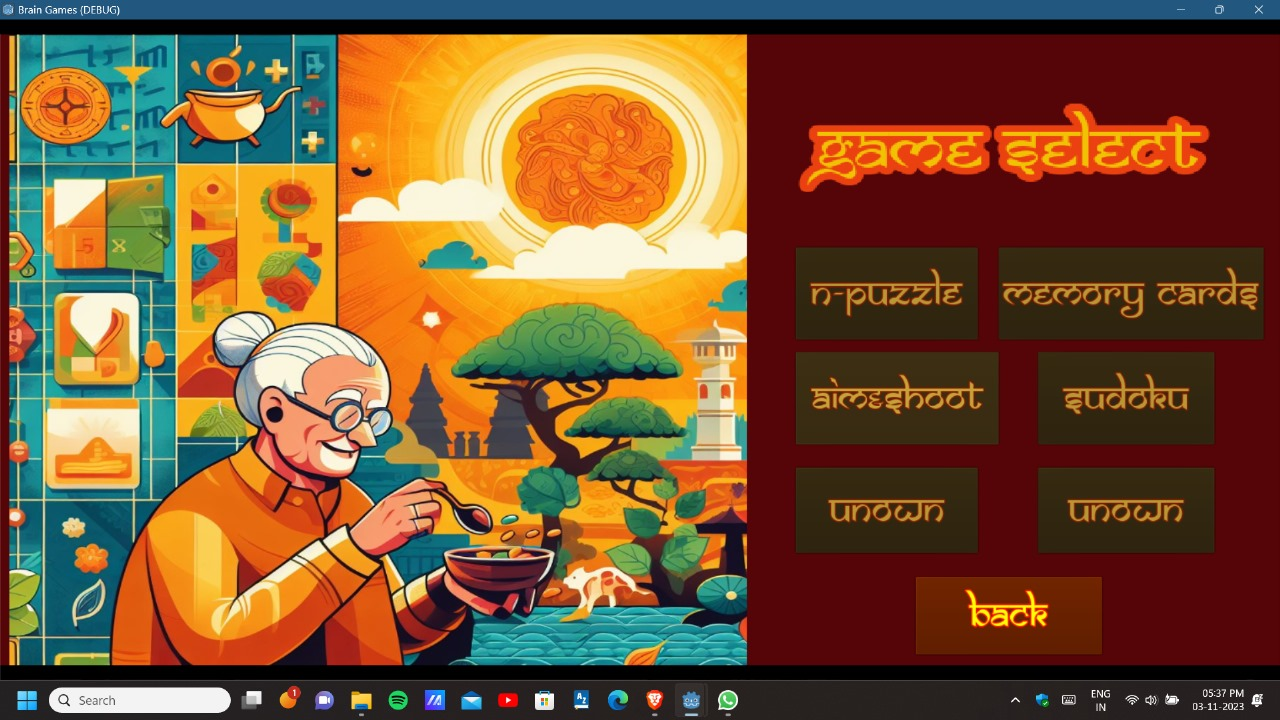 Brain Games (DEBUG)
GAME SELECT
N-PUZZLE
MEMORY CARDS
AIM&SHOOT
SUDOKU
UNOWN
UNOWN
BACK
Search
1
ENG
IN
05:37 PM
03-11-2023